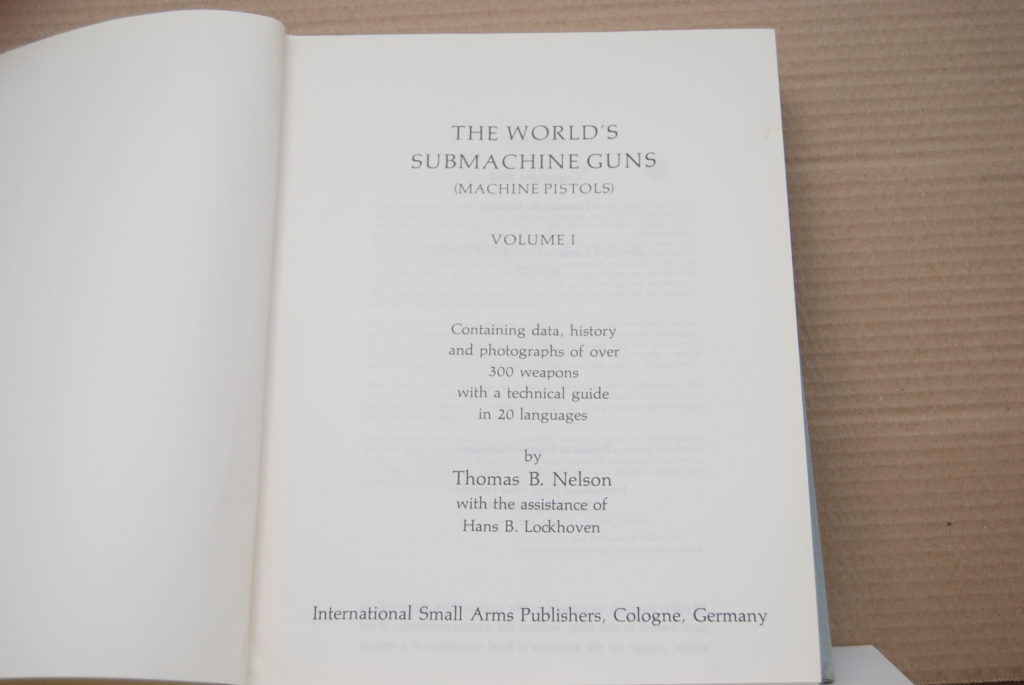 THE WORLD'S
SUBMACHINE GUNS
(MACHINE PISTOLS)
VOLUME I
Containing data, history
and photographs of over
300 weapons
with a technical guide
in 20 languages
by
Thomas B. Nelson
with the assistance of
Hans B. Lockhoven
International Small Arms Publishers, Cologne, Germany